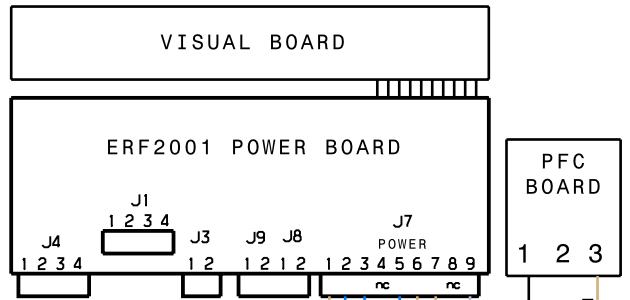 VISUAL BOARD
ERF2001 POWER BOARD
PFC
BOARD
J1
1 2 3 4
J4
1 2 3 4
J3
1 2
J9
1 2
J8
1 2
J7
POWER
1 2 3 4 5 6 7 8 9
nc nc
1 2 3